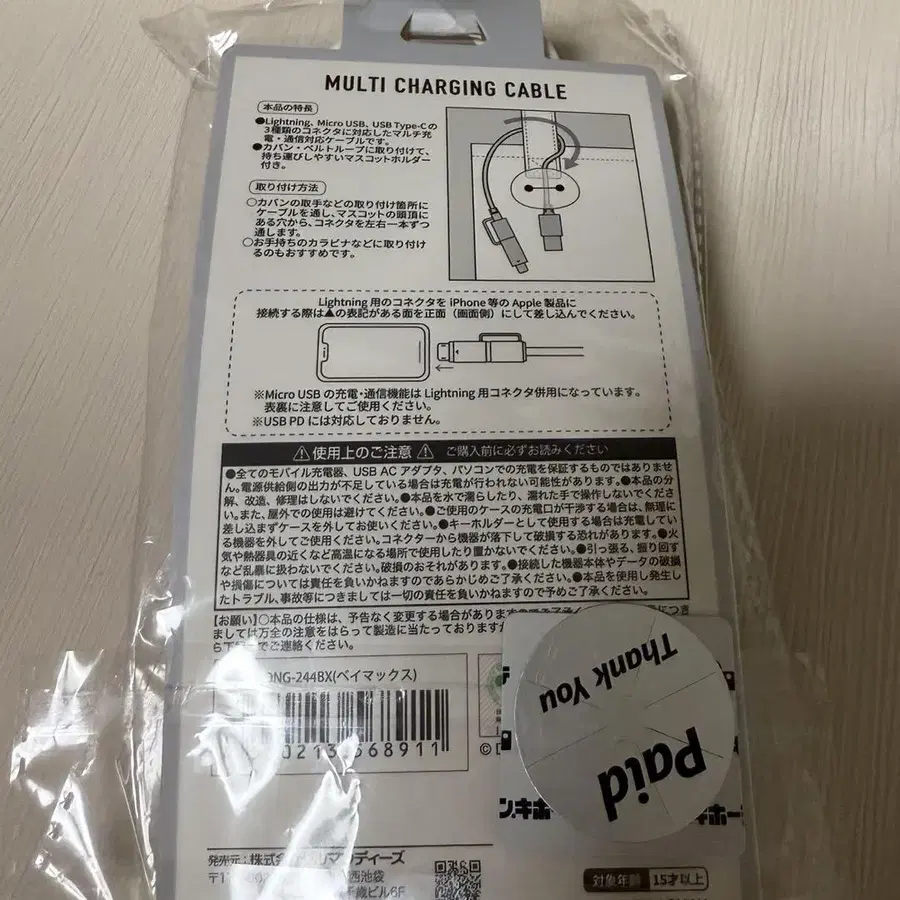 MULTI CHARGING CABLE
本品の特長
●Lightning、Micro USB、USB Type-Cの
3種類のコネクタに対応したマルチ充
電・通信対応ケーブルです。
●カバン・ベルトループに取り付けて、
持ち運びしやすいマスコットホルダー
付き。
取り付け方法
○カバンの取手などの取り付け箇所に
ケーブルを通し、マスコットの頭頂に
ある穴から、コネクタを左右一本ずつ
通します。
○お手持ちのカラビナなどに取り付け
るのもおすすめです。
Lightning 用のコネクタを iPhone 等の Apple 製品に
接続する際は▲の表記がある面を正面（画面側）にして差し込んでください。
※Micro USB の充電・通信機能は Lightning 用コネクタ併用になっています。
表裏に注意してご使用ください。
※USB PD には対応しておりません。
⚠使用上のご注意⚠ ご購入前に必ずお読みください
●全てのモバイル充電器、USB AC アダプタ、パソコンでの充電を保証するものではありませ
ん。電源供給側の出力が不足している場合は充電が行われない可能性があります。●本品の分
解、改造、修理はしないでください。●本品を水で濡らしたり、濡れた手で操作しないでくださ
い。また、屋外での使用は避けてください。●ご使用のケースの充電口が干渉する場合は、無理に
差し込まずケースを外してお使いください。●キーホルダーとして使用する場合は充電してい
る機器を外してご使用ください。コネクターから機器が落下して破損する恐れがあります。●火
気や熱器具の近くなど高温になる場所で使用したり置かないでください。●引っ張る、振り回す
など乱暴に扱わないでください。破損のおそれがあります。●接続した機器本体やデータの破損
や損傷については責任を負いかねますのであらかじめご了承ください。●本品を使用し発生し
たトラブル、事故等につきましては一切の責任を負いかねますので予めご了承ください。
【お願い】○本品の仕様は、予告なく変更する場合があります
につき
ましては万全の注意をはらって製造に当たっておりますが
ら
でご連絡ください。
NG-244BX(ベイマックス)
0213 568911
©D
Thank You
Paid
ン.キホ
キホー
発売元：株式会
マディーズ
〒17
西池袋
千歳ビル6F
対象年齢 15才以上